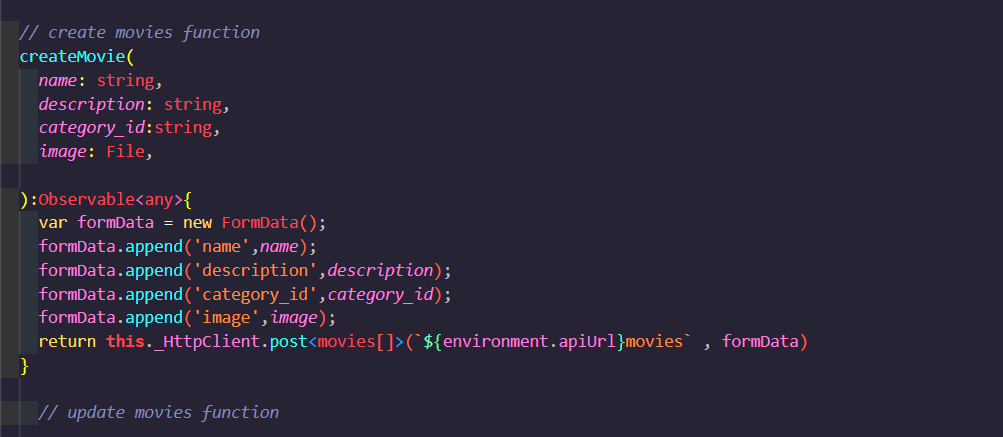 // create movies function
createMovie(
name: string,
description: string,
category_id:string,
image: File,
):Observable<any>{
var formData = new FormData();
formData.append('name',name);
formData.append('description',description);
formData.append('category_id',category_id);
formData.append('image',image);
return this._HttpClient.post<movies[]>(`${environment.apiUrl}movies` , formData)
}
// update movies function